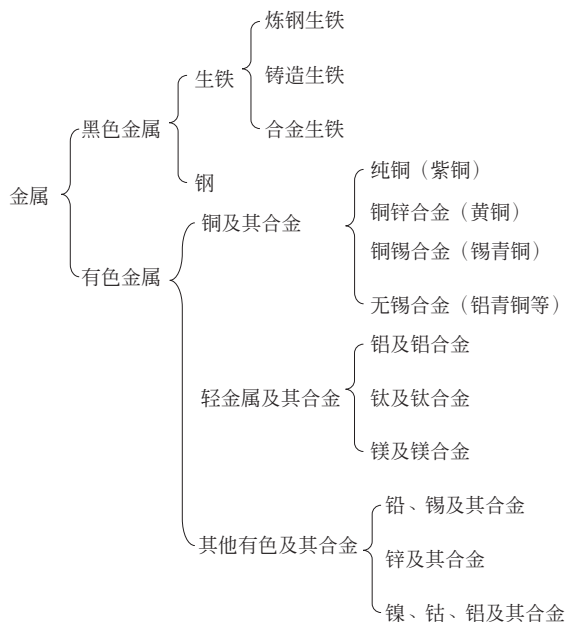 炼钢生铁
生铁
铸造生铁
黑色金属
合金生铁
金属
钢
纯铜（紫铜）
铜及其合金
铜锌合金（黄铜）
铜锡合金（锡青铜）
有色金属
无锡合金（铝青铜等）
铝及铝合金
轻金属及其合金
钛及钛合金
镁及镁合金
铅、锡及其合金
其他有色及其合金
锌及其合金
镍、钴、铝及其合金